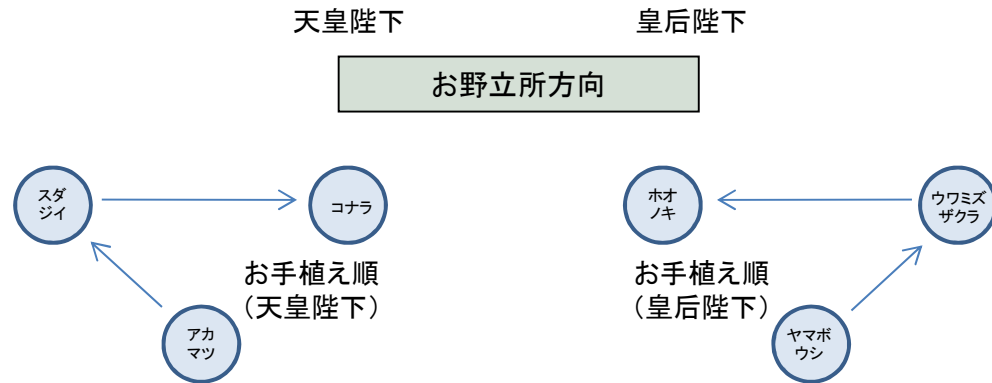 天皇陛下
皇后陛下
お野立所方向
スダ
ジイ
コナラ
ホオ
ノキ
ウワミズ
ザクラ
お手植え順
（天皇陛下）
お手植え順
（皇后陛下）
アカ
マツ
ヤマボ
ウシ